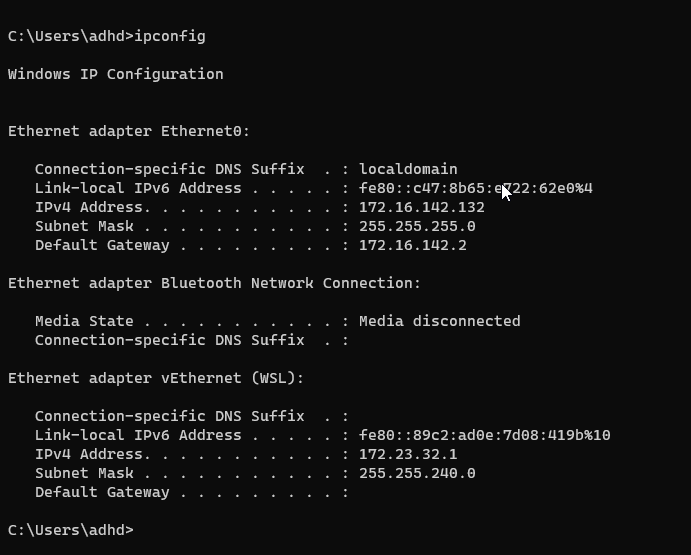 C:\Users\adhd>ipconfig
Windows IP Configuration
Ethernet adapter Ethernet0:
Connection-specific DNS Suffix  . : localdomain
Link-local IPv6 Address . . . . . : fe80::c47:8b65:e722:62e0%4
IPv4 Address. . . . . . . . . . . : 172.16.142.132
Subnet Mask . . . . . . . . . . . : 255.255.255.0
Default Gateway . . . . . . . . . : 172.16.142.2
Ethernet adapter Bluetooth Network Connection:
Media State . . . . . . . . . . . : Media disconnected
Connection-specific DNS Suffix  . :
Ethernet adapter vEthernet (WSL):
Connection-specific DNS Suffix  . :
Link-local IPv6 Address . . . . . : fe80::89c2:ad0e:7d08:419b%10
IPv4 Address. . . . . . . . . . . : 172.23.32.1
Subnet Mask . . . . . . . . . . . : 255.255.240.0
Default Gateway . . . . . . . . . :
C:\Users\adhd>